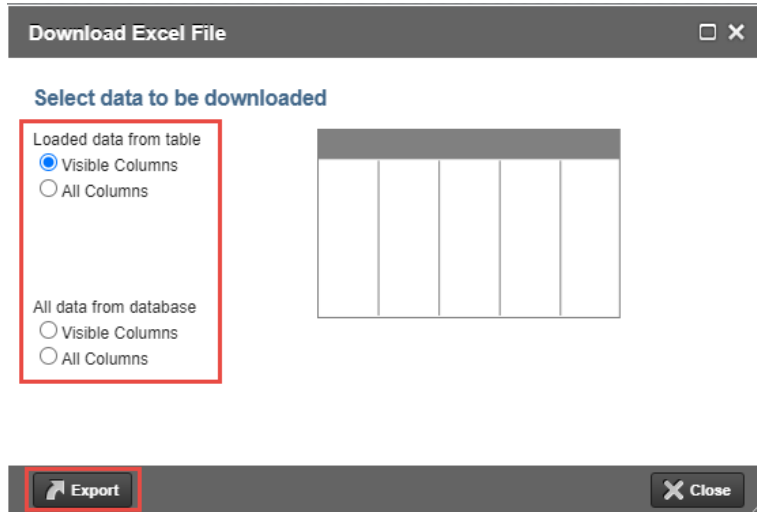 Download Excel File
Select data to be downloaded
Loaded data from table
Visible Columns
All Columns
All data from database
Visible Columns
All Columns
Export
Close